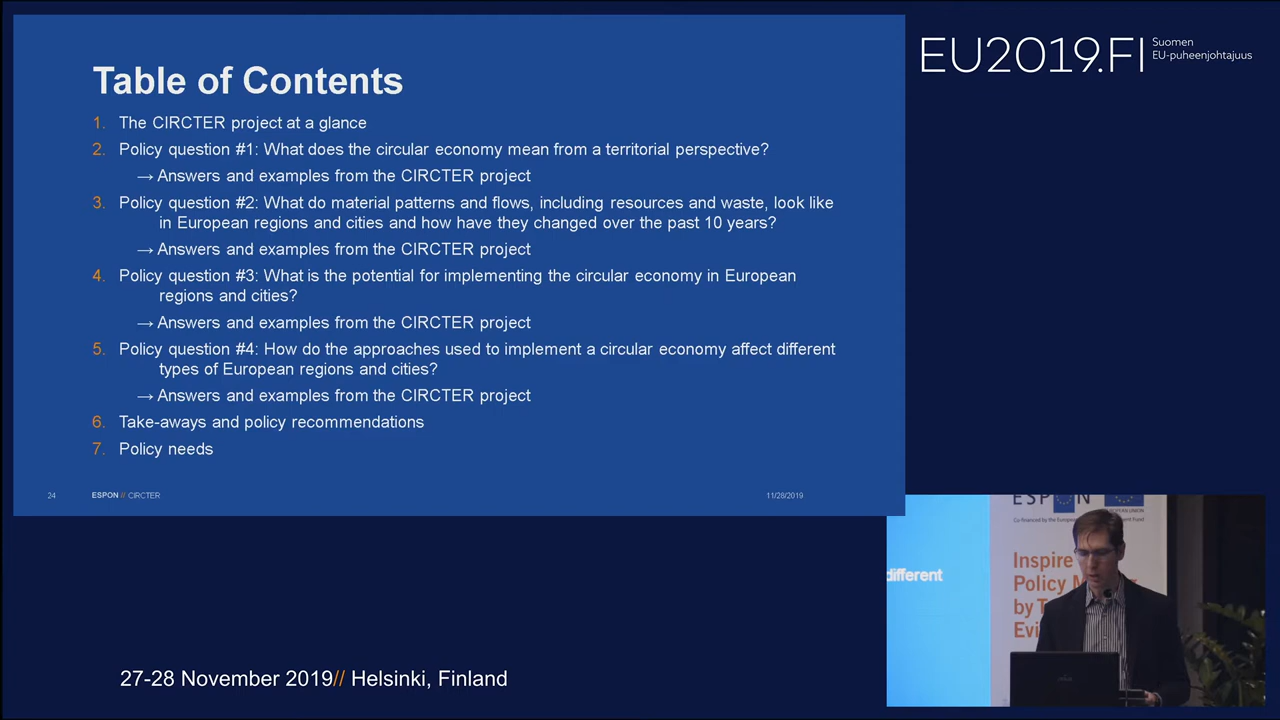 Table of Contents
1. The CIRCTER project at a glance
2. Policy question #1: What does the circular economy mean from a territorial perspective?
→ Answers and examples from the CIRCTER project
3. Policy question #2: What do material patterns and flows, including resources and waste, look like
in European regions and cities and how have they changed over the past 10 years?
→ Answers and examples from the CIRCTER project
4. Policy question #3: What is the potential for implementing the circular economy in European
regions and cities?
→ Answers and examples from the CIRCTER project
5. Policy question #4: How do the approaches used to implement a circular economy affect different
types of European regions and cities?
→ Answers and examples from the CIRCTER project
6. Take-aways and policy recommendations
7. Policy needs
24 ESPON // CIRCTER 11/28/2019
EU2019.FI
Suomen
EU-puheenjohtajuus
different
ESPON
Co-financed by the European
Inspire
Policy
by
27-28 November 2019// Helsinki, Finland